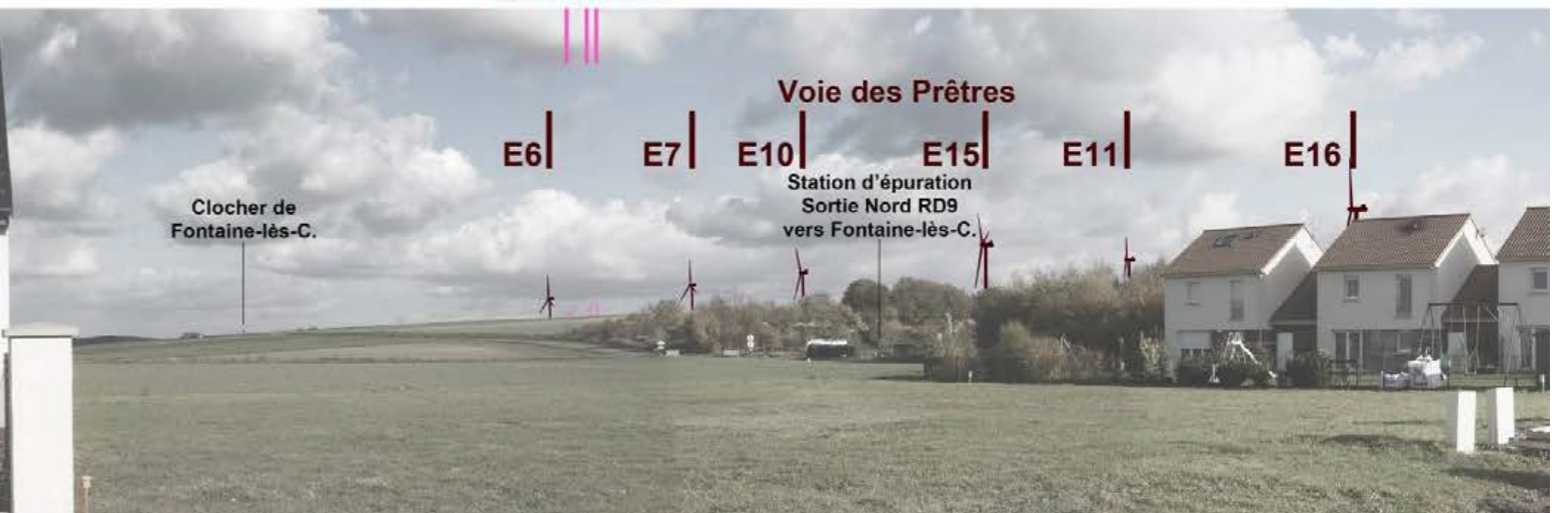 Voie des Prêtres
E6
E7
E10
E15
E11
E16
Station d'épuration
Sortie Nord RD9
vers Fontaine-lès-C.
Clocher de
Fontaine-lès-C.